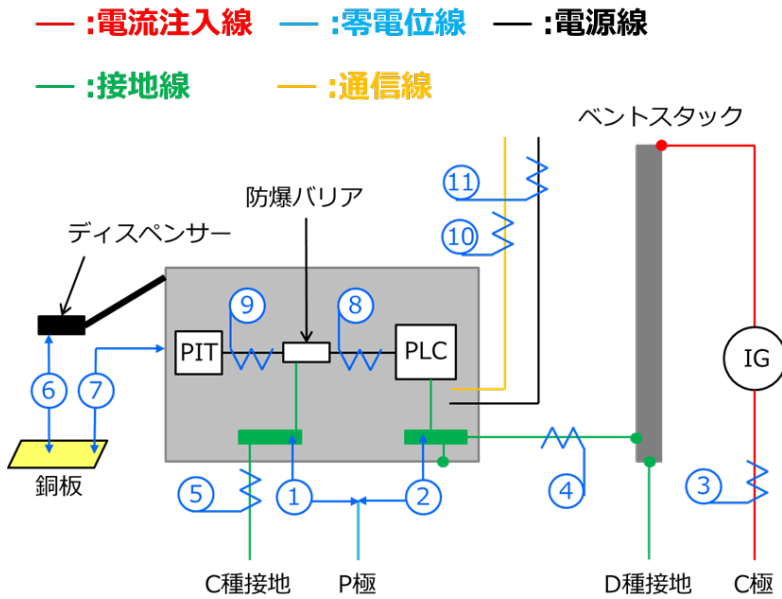 :電流注入線 :零電位線 :電源線
:接地線 :通信線
ベントスタック
防爆バリア
11
ディスペンサー
10
9 8
PIT PLC IG
6 7
銅板
5 1 2 4 3
C種接地 P極 D種接地 C極